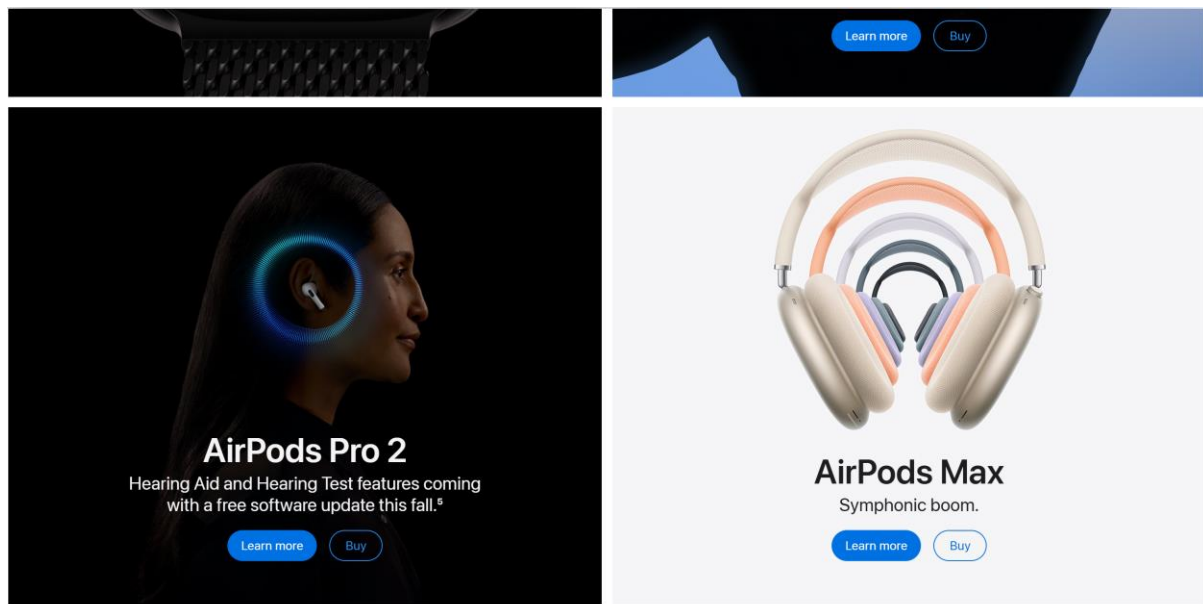 Learn more
Buy
AirPods Pro 2
Hearing Aid and Hearing Test features coming
with a free software update this fall.⁵
Learn more
Buy
AirPods Max
Symphonic boom.
Learn more
Buy